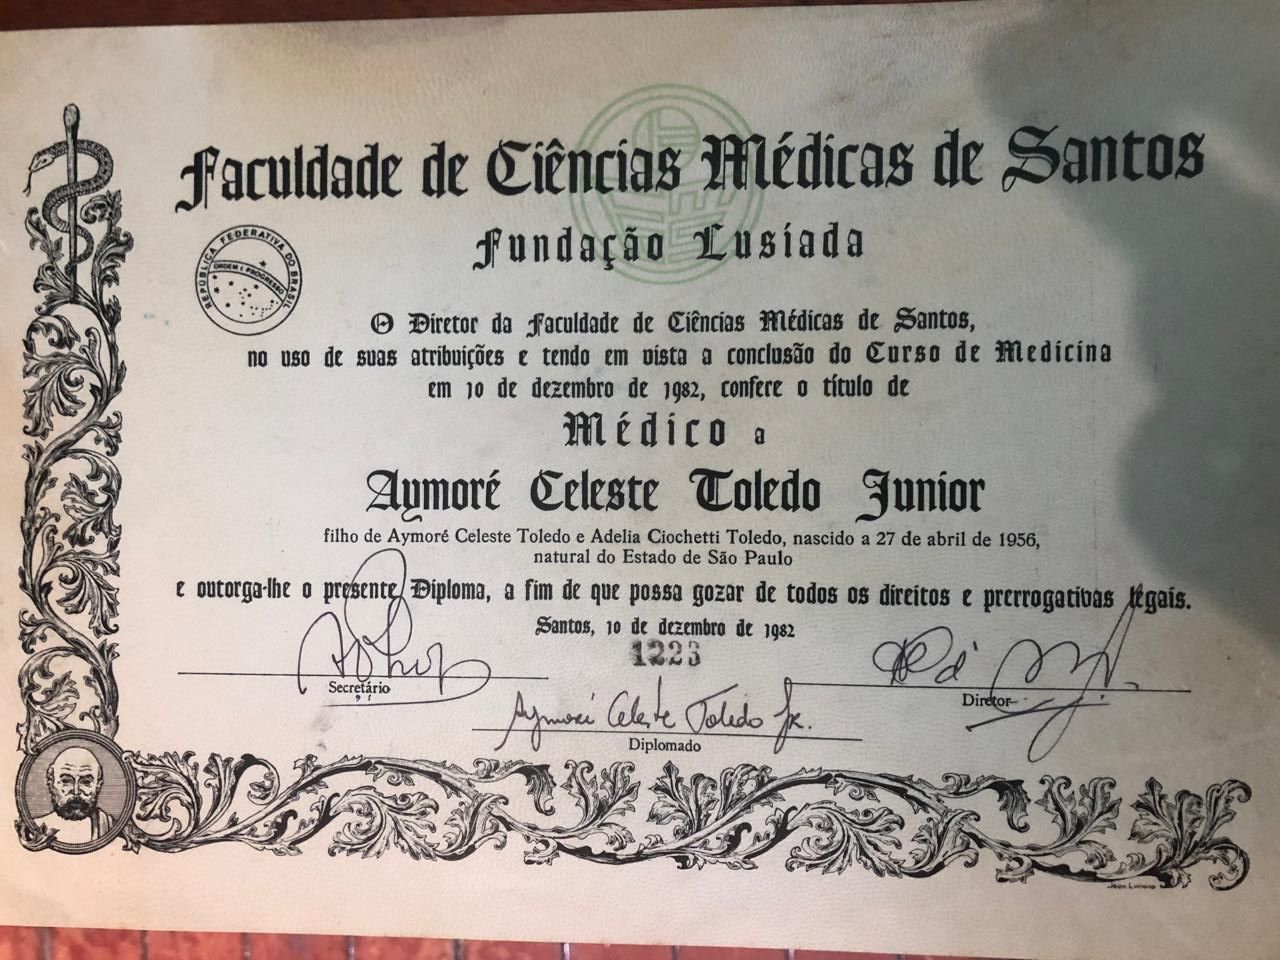 Faculdade de Ciências Médicas de Santos
Fundação Lusíada
REPÚBLICA FEDERATIVA DO BRASIL
ORDEM E PROGRESSO
O Diretor da Faculdade de Ciências Médicas de Santos,
no uso de suas atribuições e tendo em vista a conclusão do Curso de Medicina
em 10 de dezembro de 1982, confere o título de
Médico a
Aymoré Celeste Toledo Junior
filho de Aymoré Celeste Toledo e Adelia Ciochetti Toledo, nascido a 27 de abril de 1956,
natural do Estado de São Paulo
e outorga-lhe o presente Diploma, a fim de que possa gozar de todos os direitos e prerrogativas legais.
Santos, 10 de dezembro de 1982
1223
Secretário
Diretor
Aymoré Celeste Toledo Jr.
Diplomado
Jean Luciano